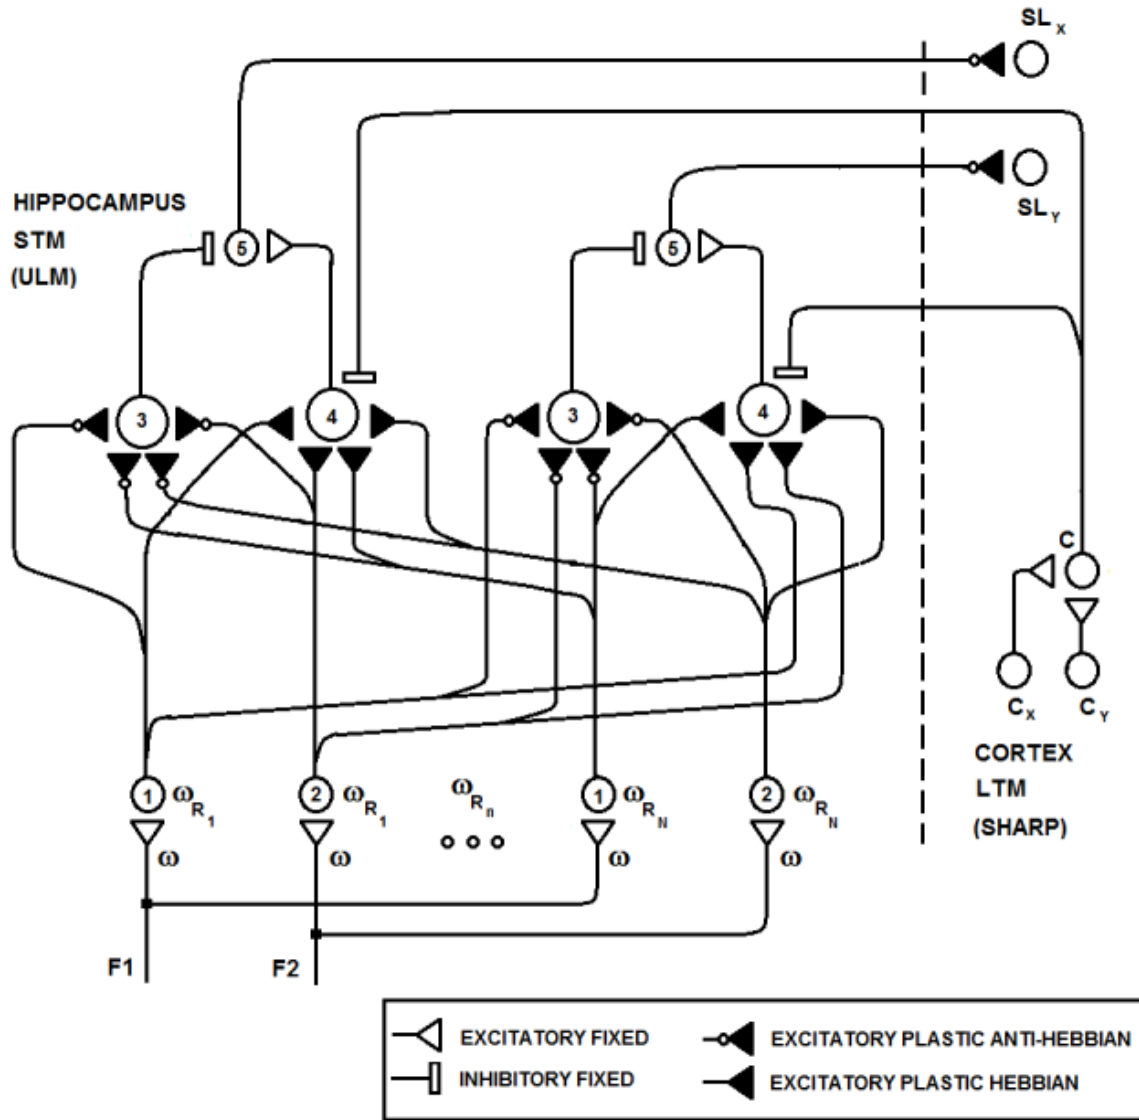 SL X
SL Y
HIPPOCAMPUS
STM
(ULM)
5
5
3
4
3
4
C
C X
C Y
CORTEX
LTM
(SHARP)
1
ω R 1
2
ω R 1
ω R n
1
ω R N
2
ω R N
ω
ω
ω
ω
F1
F2
EXCITATORY FIXED
EXCITATORY PLASTIC ANTI-HEBBIAN
INHIBITORY FIXED
EXCITATORY PLASTIC HEBBIAN